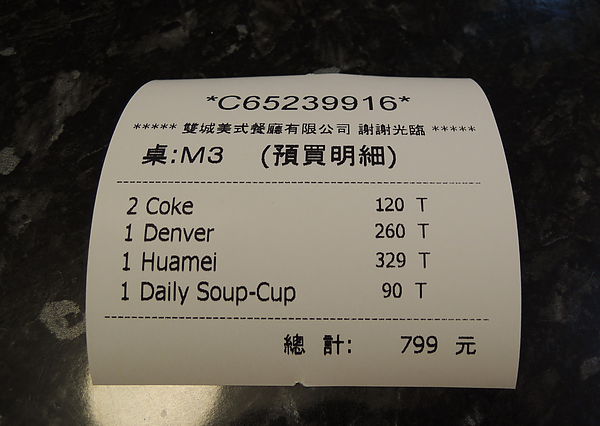 *C65239916*
***** 雙城美式餐廳有限公司 謝謝光臨 *****
桌:M3 (預買明細)
2 Coke 120 T
1 Denver 260 T
1 Huamei 329 T
1 Daily Soup-Cup 90 T
總 計: 799 元